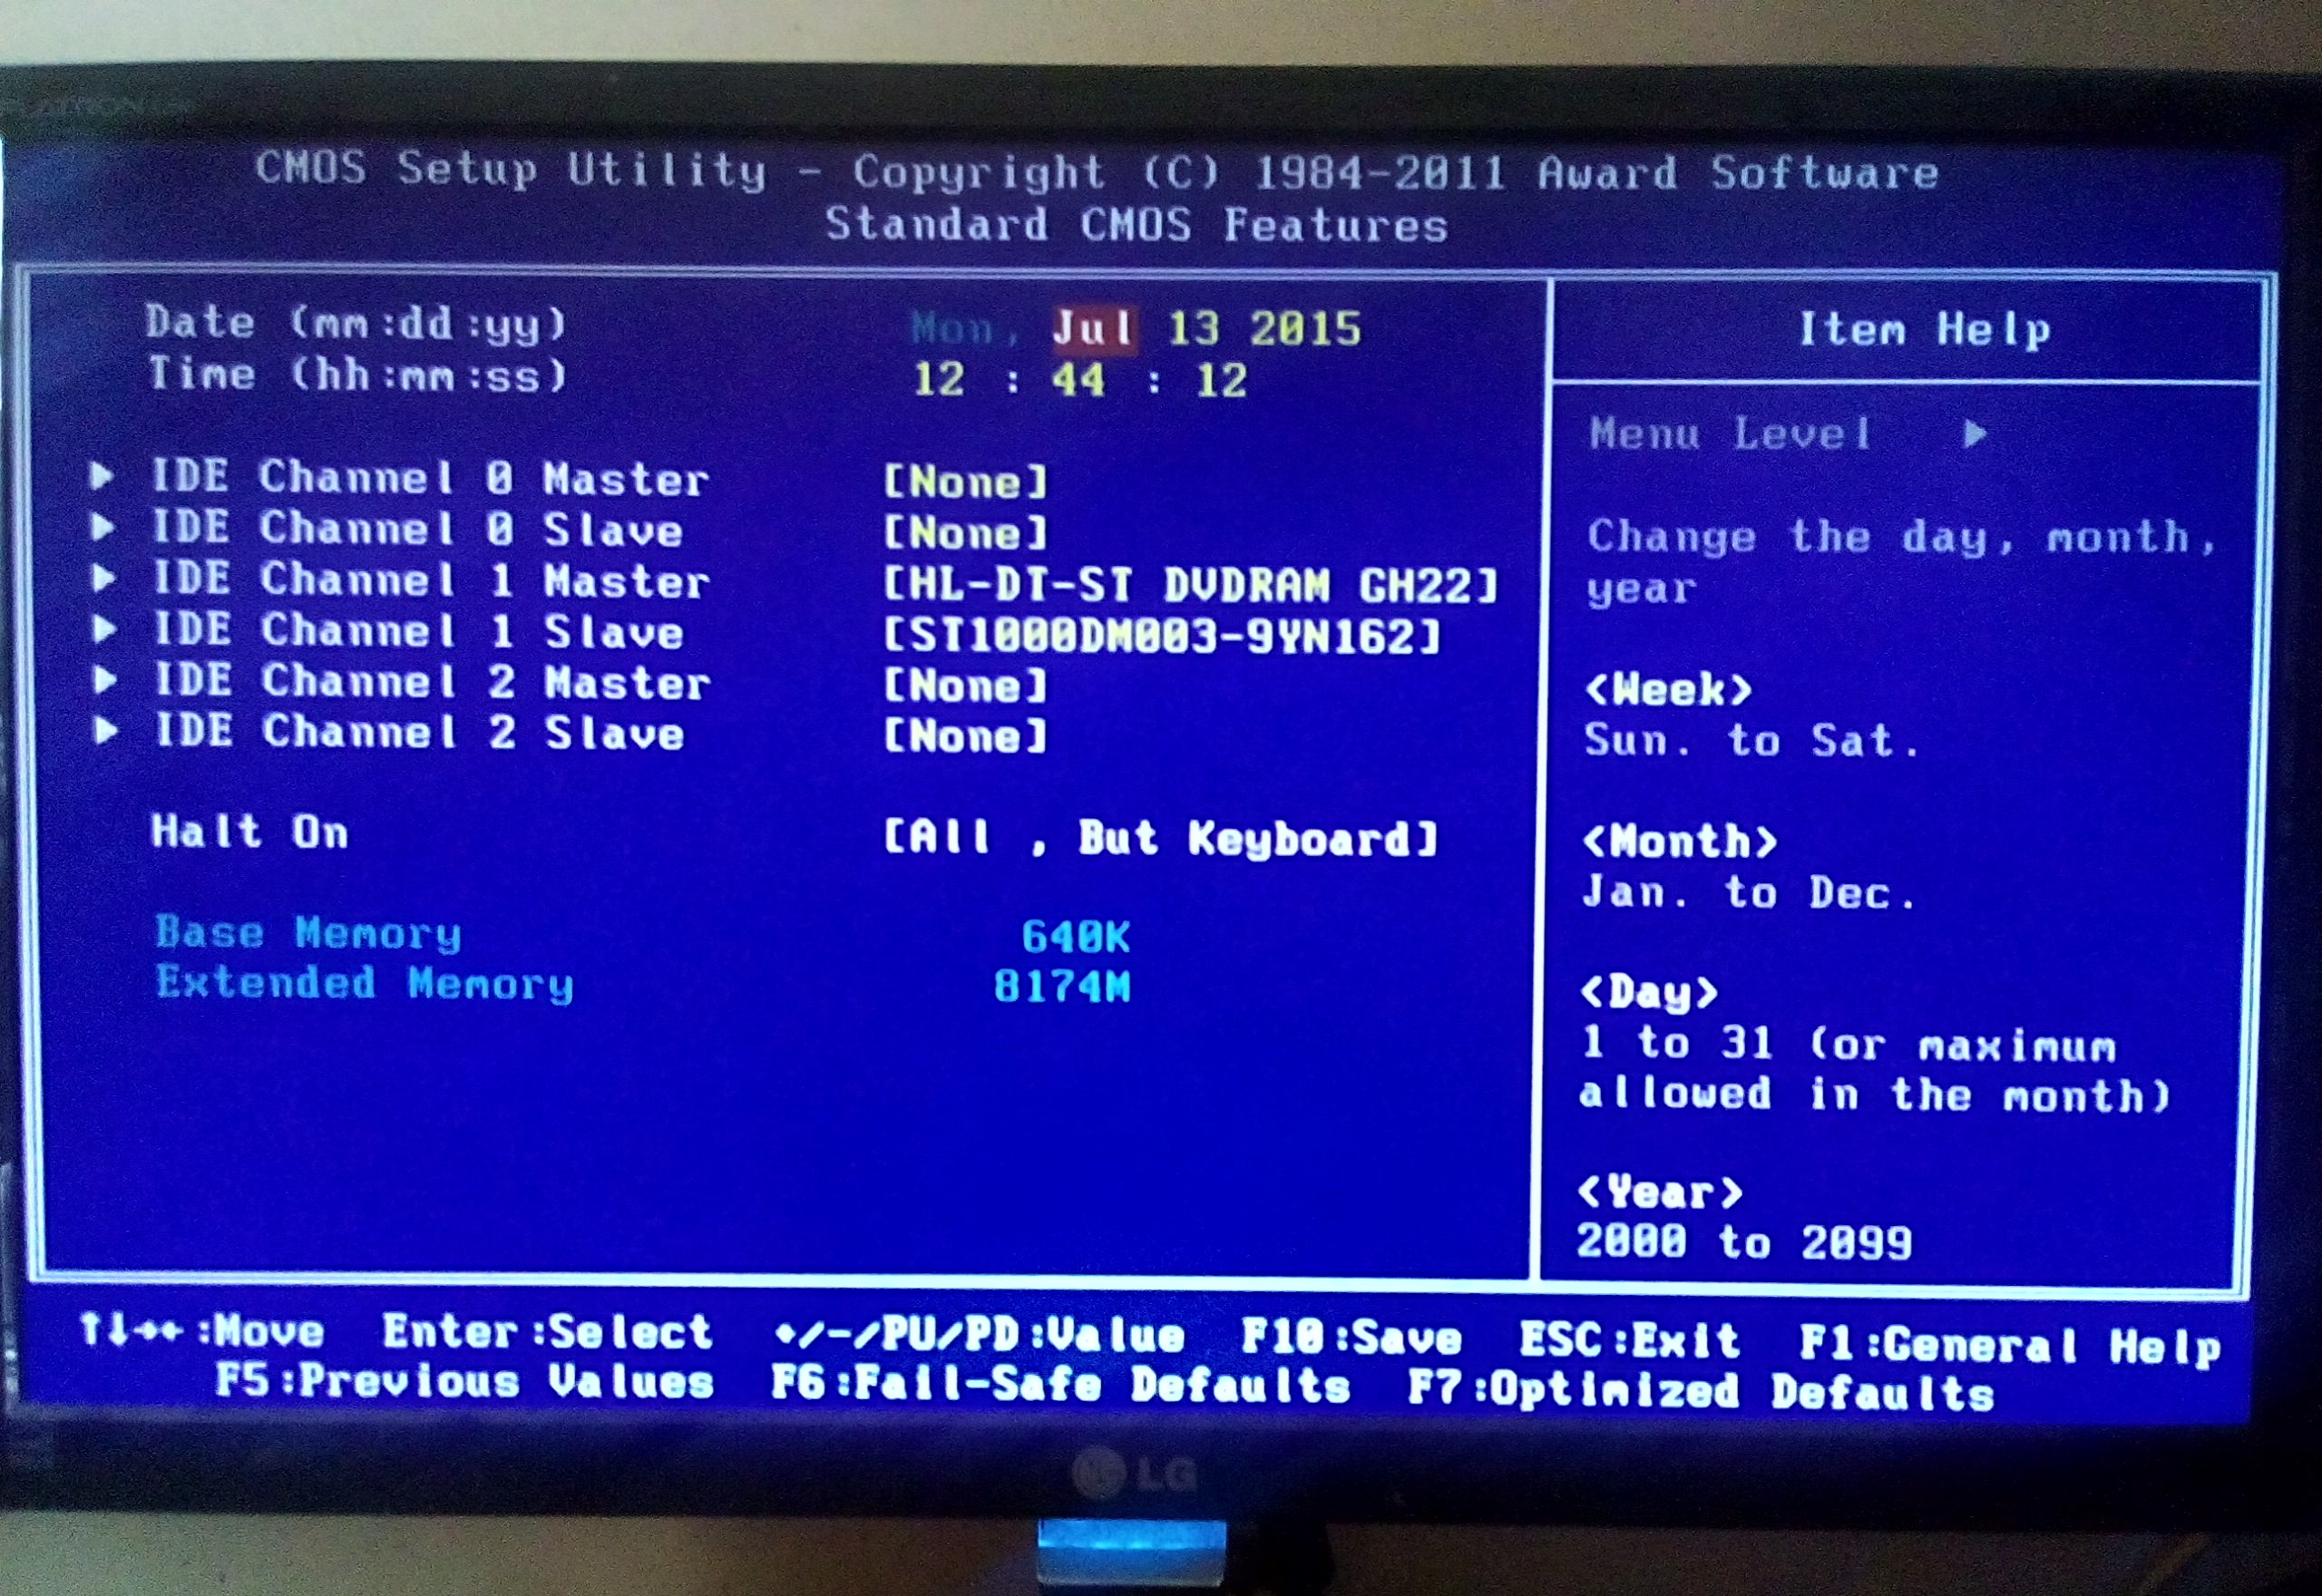 CMOS Setup Utility - Copyright (C) 1984-2011 Award Software
Standard CMOS Features
Date (mm:dd:yy) Mon, Jul 13 2015
Time (hh:mm:ss) 12 : 44 : 12
► IDE Channel 0 Master [None]
► IDE Channel 0 Slave [None]
► IDE Channel 1 Master [HL-DT-ST DVDRAM GH22]
► IDE Channel 1 Slave [ST1000DM003-9YN162]
► IDE Channel 2 Master [None]
► IDE Channel 2 Slave [None]
Halt On [All , But Keyboard]
Base Memory 640K
Extended Memory 8174M
Item Help
Menu Level ►
Change the day, month,
year
<Week>
Sun. to Sat.
<Month>
Jan. to Dec.
<Day>
1 to 31 (or maximum
allowed in the month)
<Year>
2000 to 2099
↑↓→←:Move Enter:Select +/-/PU/PD:Value F10:Save ESC:Exit F1:General Help
F5:Previous Values F6:Fail-Safe Defaults F7:Optimized Defaults
LG